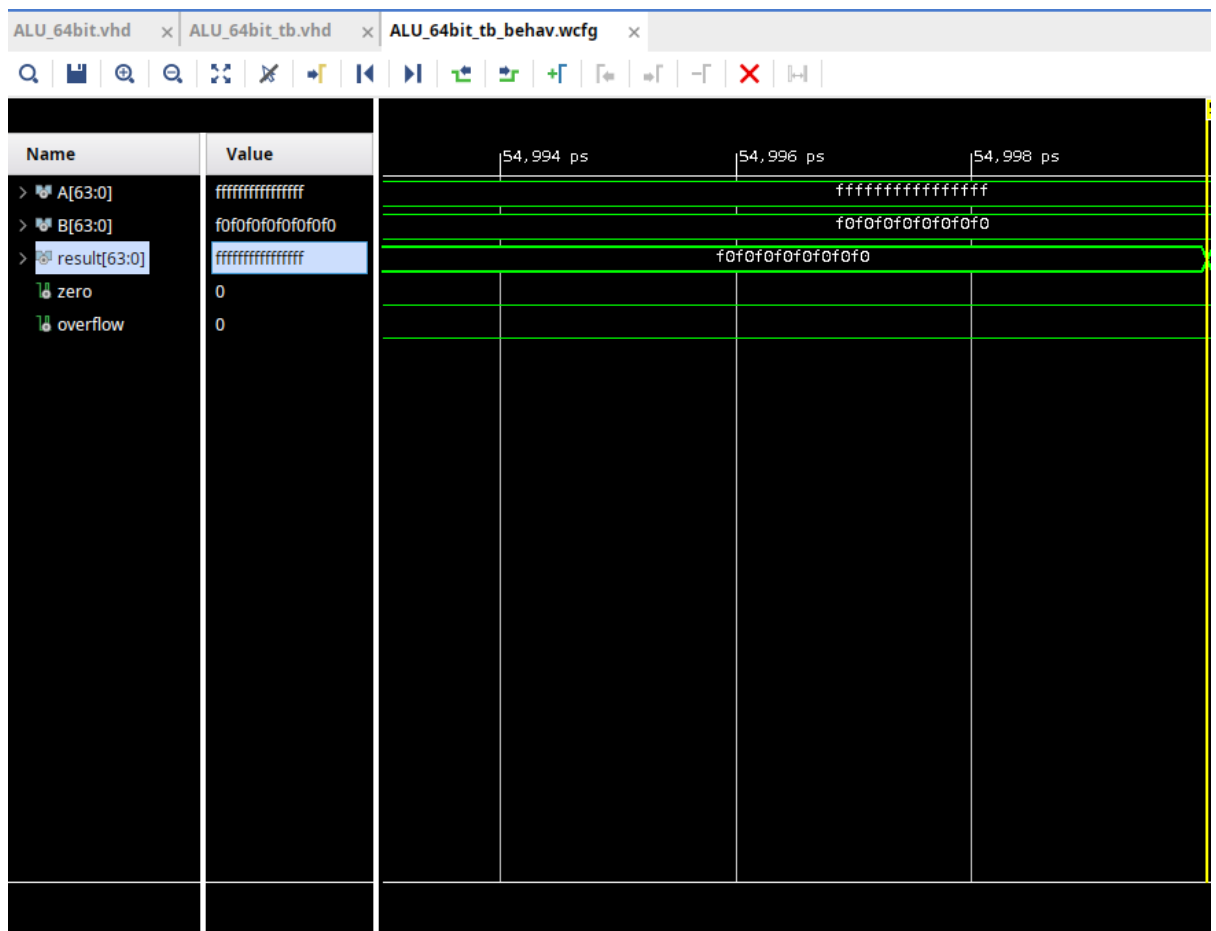 ALU_64bit.vhd × ALU_64bit_tb.vhd × ALU_64bit_tb_behav.wcfg ×
Name Value 54,994 ps 54,996 ps 54,998 ps
A[63:0] ffffffffffffffff ffffffffffffffff
B[63:0] f0f0f0f0f0f0f0f0 f0f0f0f0f0f0f0f0
result[63:0] ffffffffffffffff f0f0f0f0f0f0f0f0
zero 0
overflow 0